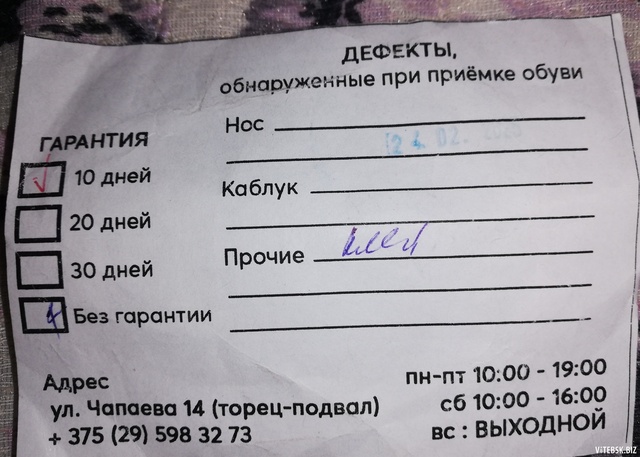 ДЕФЕКТЫ,
обнаруженные при приёмке обуви
ГАРАНТИЯ
10 дней
20 дней
30 дней
Без гарантии
Нос
Каблук
Прочие клей
Адрес
ул. Чапаева 14 (торец-подвал)
+ 375 (29) 598 32 73
пн-пт 10:00 - 19:00
сб 10:00 - 16:00
вс : ВЫХОДНОЙ
VITEBSK.BIZ